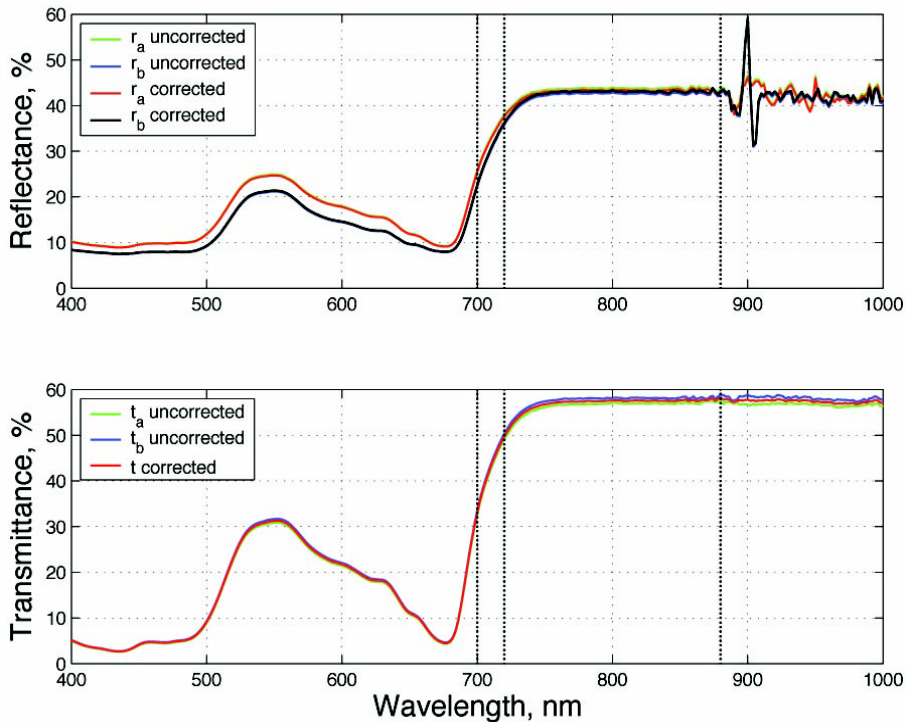 Reflectance, %
60
50
40
30
20
10
0
r_a uncorrected
r_b uncorrected
r_a corrected
r_b corrected
400 500 600 700 800 900 1000
Transmittance, %
60
50
40
30
20
10
0
t_a uncorrected
t_b uncorrected
t corrected
400 500 600 700 800 900 1000
Wavelength, nm